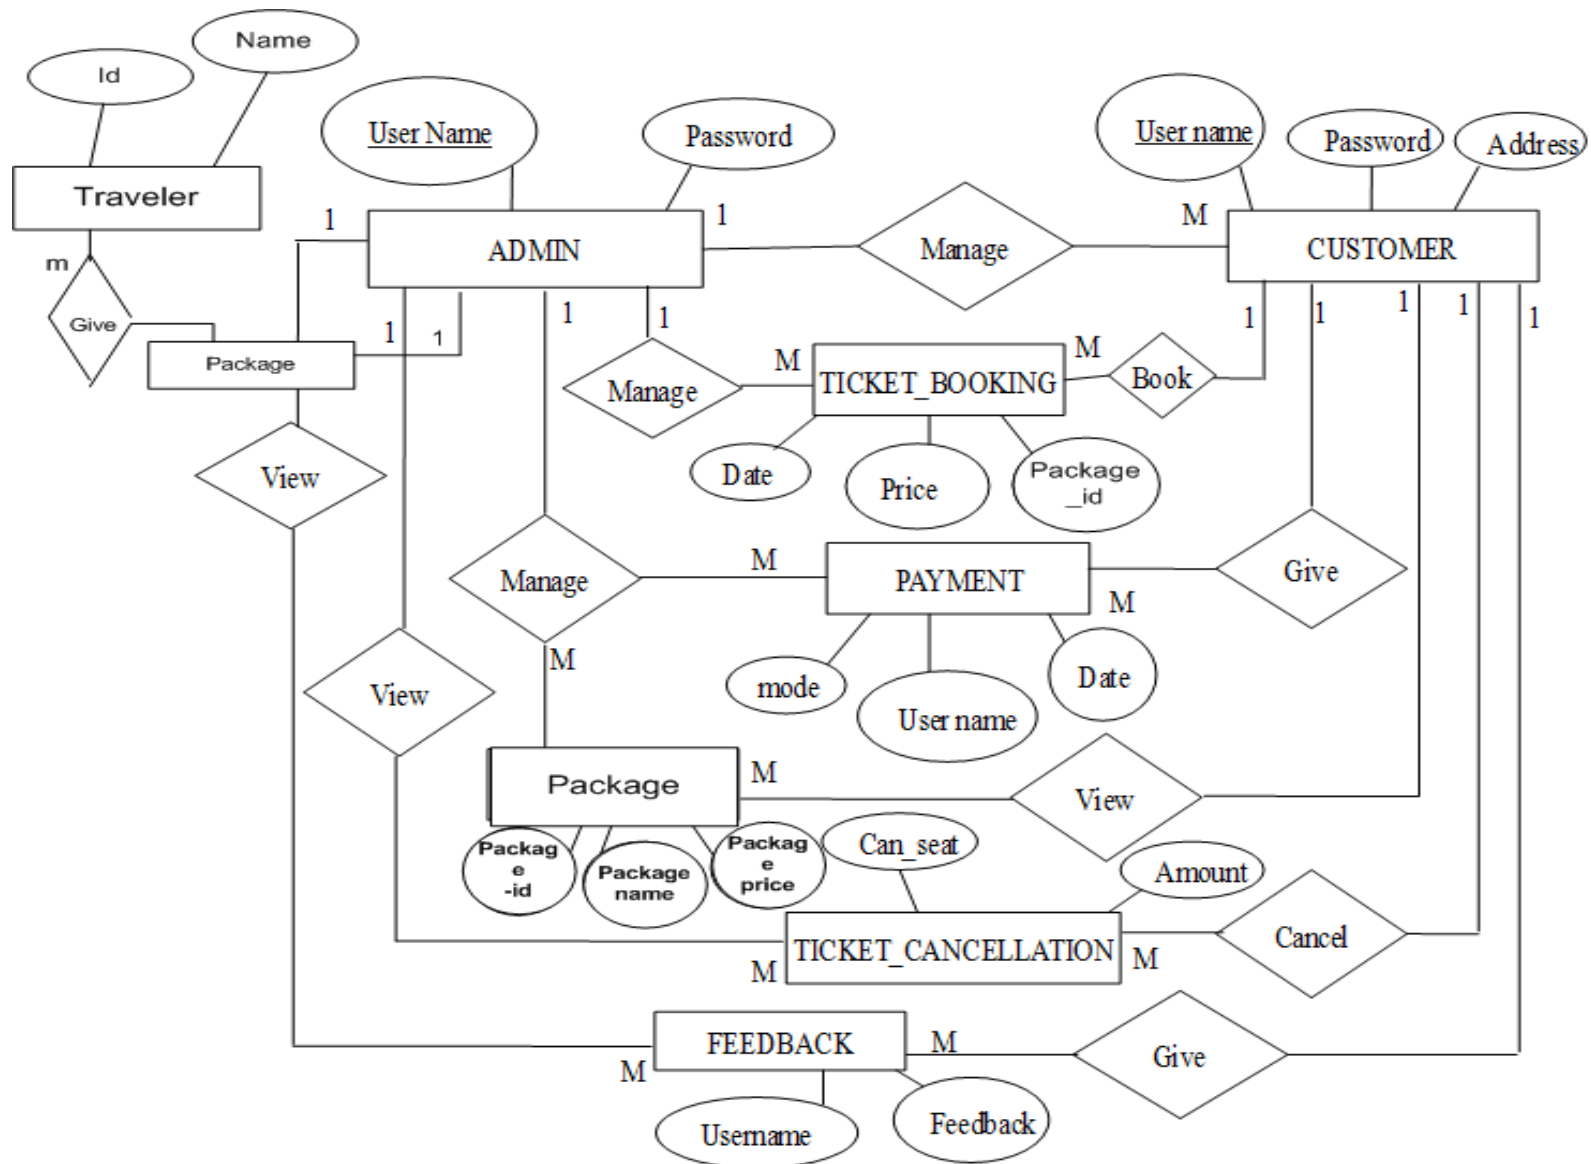 Name
Id
User Name
Password
User name
Password
Address
Traveler
1
1
M
ADMIN
Manage
CUSTOMER
m
Give
Package
1
1
1
1
1
1
1
1
1
Manage
M
TICKET_BOOKING
M
Book
View
Date
Price
Package
_id
Manage
M
PAYMENT
M
Give
M
View
mode
User name
Date
Package
M
View
Packag
e
-id
Package
name
Packag
e
price
Can_seat
Amount
M
TICKET_CANCELLATION
M
Cancel
M
FEEDBACK
M
Give
Username
Feedback